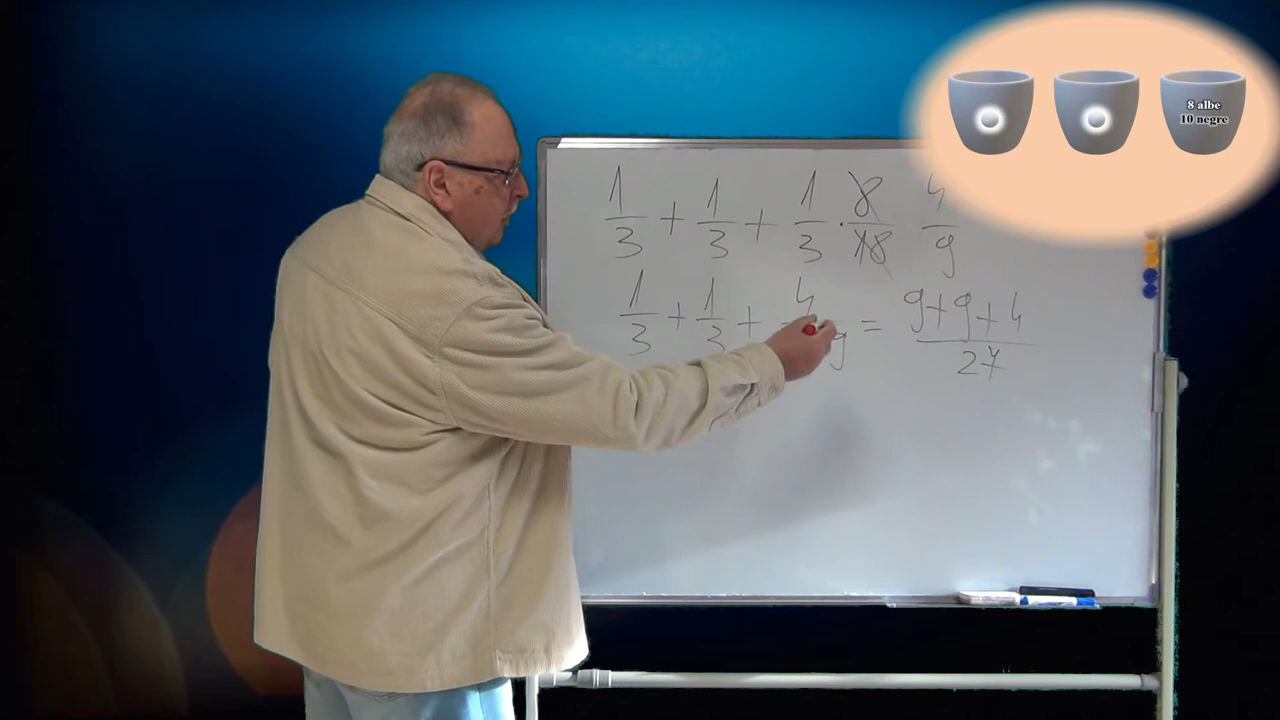 8 albe
10 negre
1/3 + 1/3 + 1/3 · 8/18 4/9
1/3 + 1/3 + 4/ 9 = 9+9+4/27